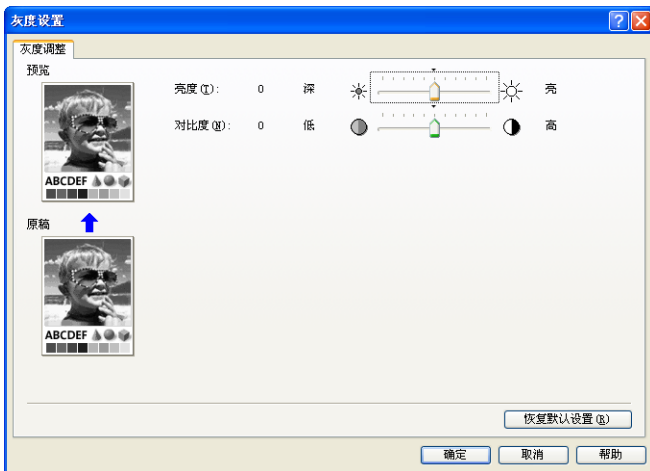 灰度设置
灰度调整
预览
亮度(T): 0 深 亮
对比度(N): 0 低 高
ABCDEF
原稿
ABCDEF
恢复默认设置(R)
确定 取消 帮助